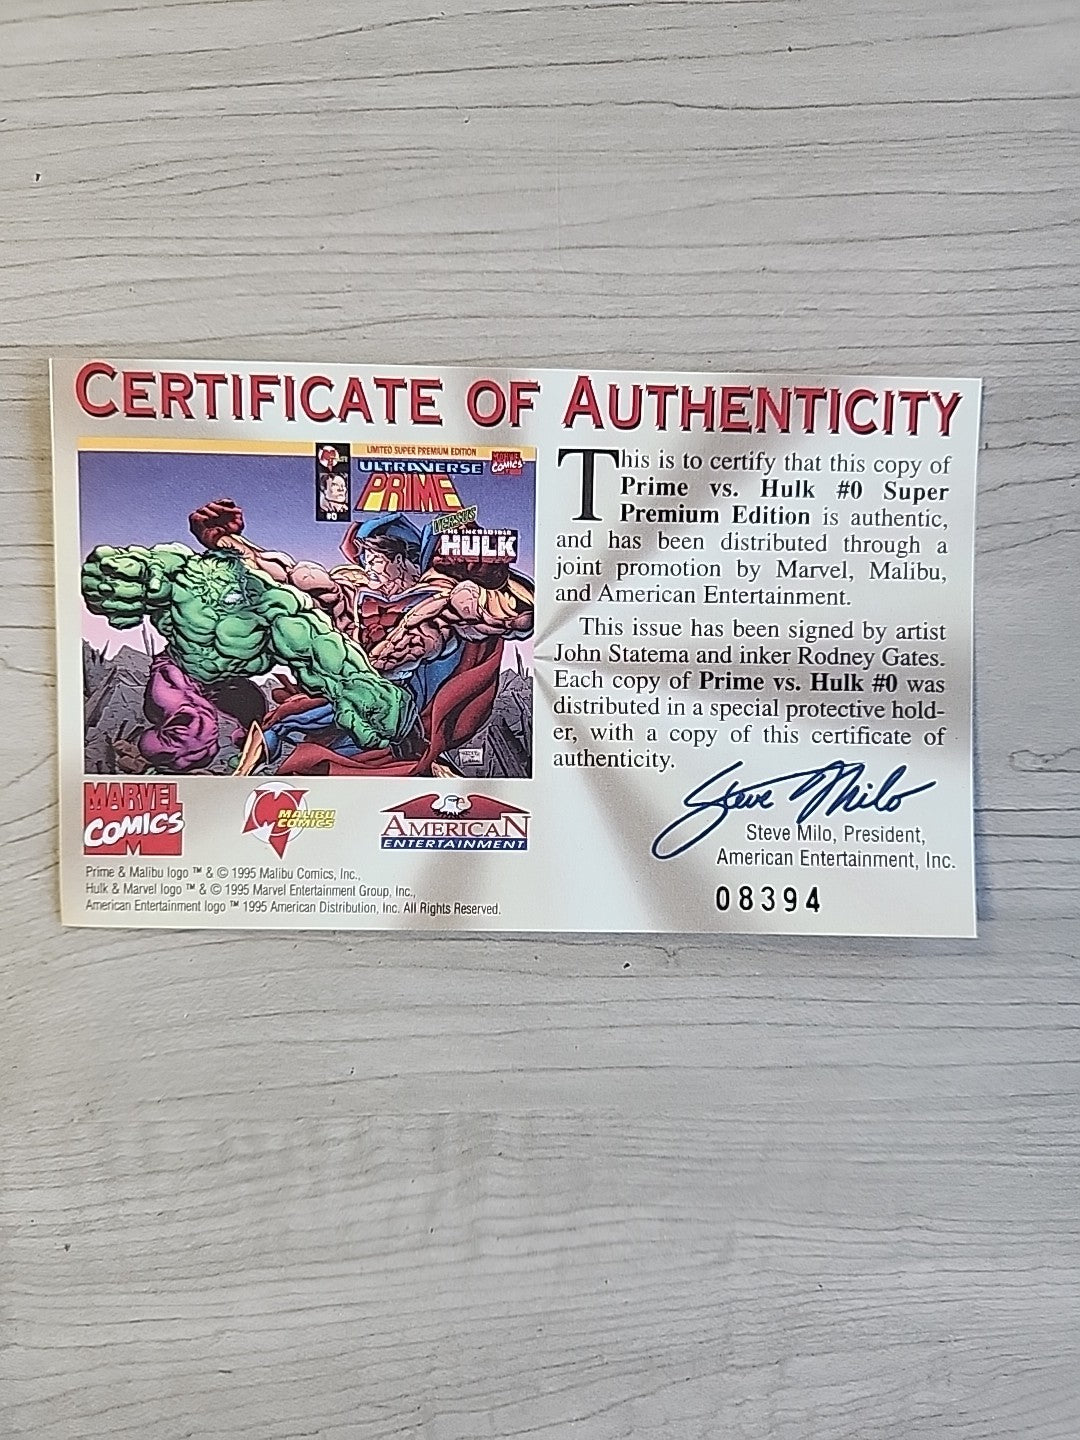 CERTIFICATE OF AUTHENTICITY
LIMITED SUPER PREMIUM EDITION
ULTRAVERSE
PRIME
#0
MARVEL
COMICS
VERSUS
THE INCREDIBLE
HULK
This is to certify that this copy of
Prime vs. Hulk #0 Super
Premium Edition is authentic,
and has been distributed through a
joint promotion by Marvel, Malibu,
and American Entertainment.
This issue has been signed by artist
John Statema and inker Rodney Gates.
Each copy of Prime vs. Hulk #0 was
distributed in a special protective hold-
er, with a copy of this certificate of
authenticity.
Steve Milo
Steve Milo, President,
American Entertainment, Inc.
08394
MARVEL
COMICS
M
MALIBU
COMICS
AMERICAN
ENTERTAINMENT
Prime & Malibu logo ™ & © 1995 Malibu Comics, Inc.,
Hulk & Marvel logo ™ & © 1995 Marvel Entertainment Group, Inc.,
American Entertainment logo ™ 1995 American Distribution, Inc. All Rights Reserved.